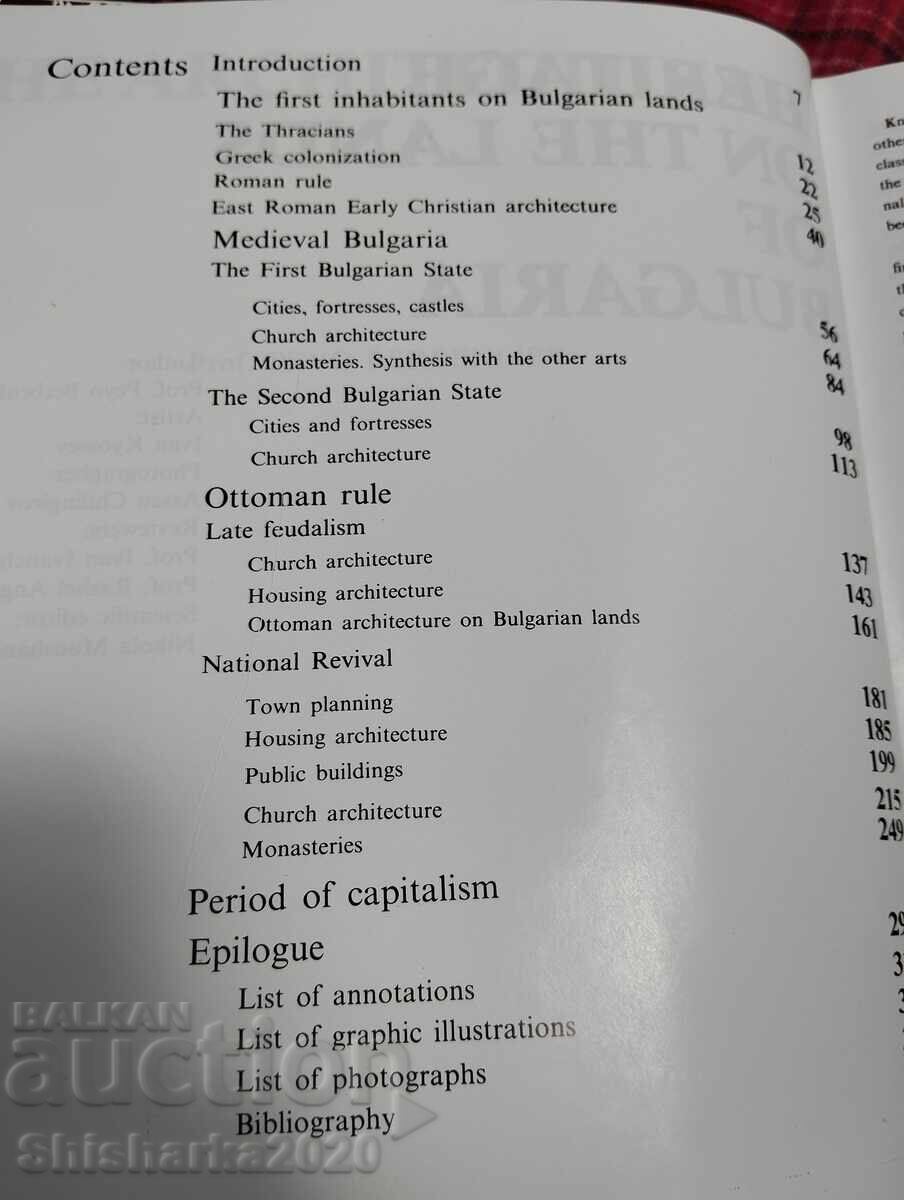 Contents
Introduction 7
The first inhabitants on Bulgarian lands
The Thracians 12
Greek colonization 22
Roman rule 25
East Roman Early Christian architecture 40
Medieval Bulgaria
The First Bulgarian State
Cities, fortresses, castles 56
Church architecture 64
Monasteries. Synthesis with the other arts 84
The Second Bulgarian State
Cities and fortresses 98
Church architecture 113
Ottoman rule
Late feudalism
Church architecture 137
Housing architecture 143
Ottoman architecture on Bulgarian lands 161
National Revival
Town planning 181
Housing architecture 185
Public buildings 199
Church architecture 215
Monasteries 249
Period of capitalism
Epilogue
List of annotations
List of graphic illustrations
List of photographs
Bibliography
BALKAN
auction
Shisharka2020